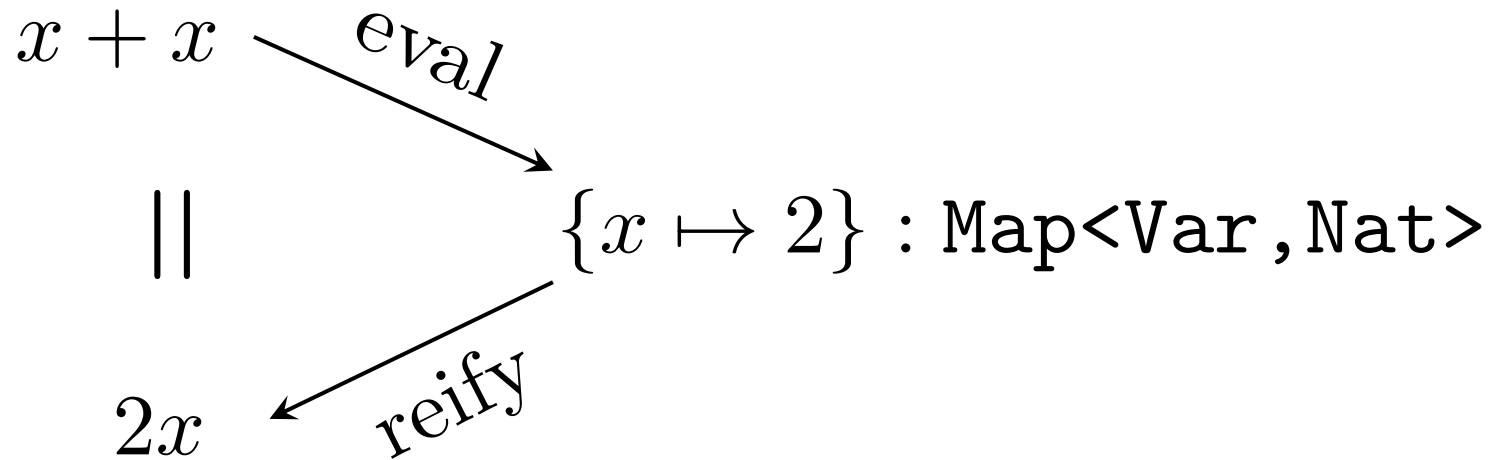 x + x
eval
||
{x ↦ 2} : Map<Var,Nat>
reify
2x